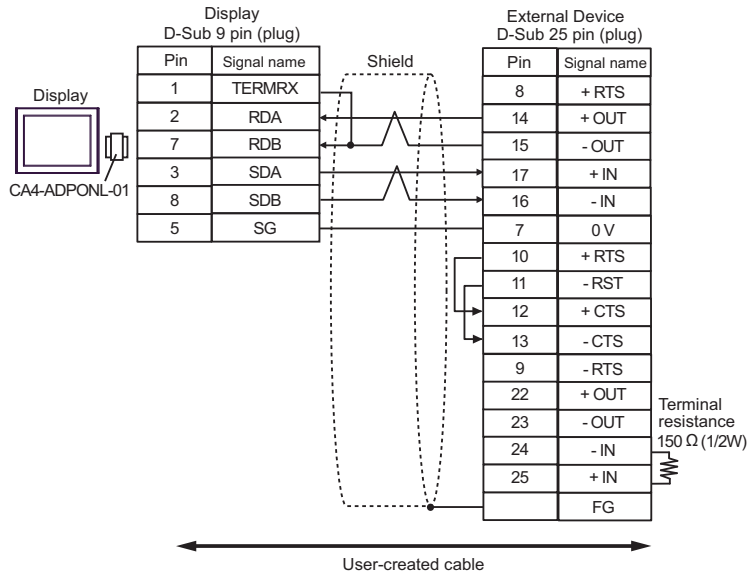 Display
D-Sub 9 pin (plug)
External Device
D-Sub 25 pin (plug)
Display
CA4-ADPONL-01
Pin Signal name
1 TERMRX
2 RDA
7 RDB
3 SDA
8 SDB
5 SG
Shield
Pin Signal name
8 + RTS
14 + OUT
15 - OUT
17 + IN
16 - IN
7 0 V
10 + RTS
11 - RST
12 + CTS
13 - CTS
9 - RTS
22 + OUT
23 - OUT
24 - IN
25 + IN
FG
Terminal
resistance
150 Ω (1/2W)
User-created cable